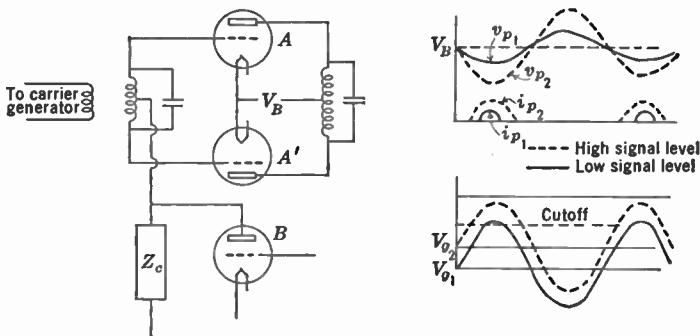 To carrier
generator
A
V_B
A'
B
Z_c
V_B
v_p1
v_p2
i_p2
i_p1
High signal level
Low signal level
Cutoff
V_g2
V_g1